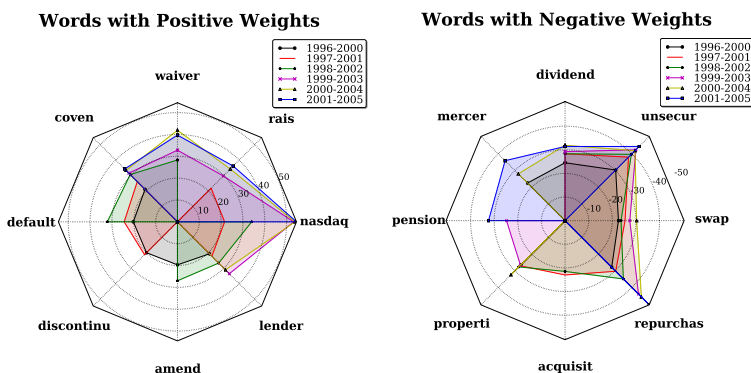 Words with Positive Weights
1996-2000
1997-2001
1998-2002
1999-2003
2000-2004
2001-2005
waiver
coven
rais
default
nasdaq
discontinu
lender
amend
10
20
30
40
50
Words with Negative Weights
1996-2000
1997-2001
1998-2002
1999-2003
2000-2004
2001-2005
dividend
mercer
unsecur
pension
swap
properti
repurchas
acquisit
-10
-20
-30
-40
-50